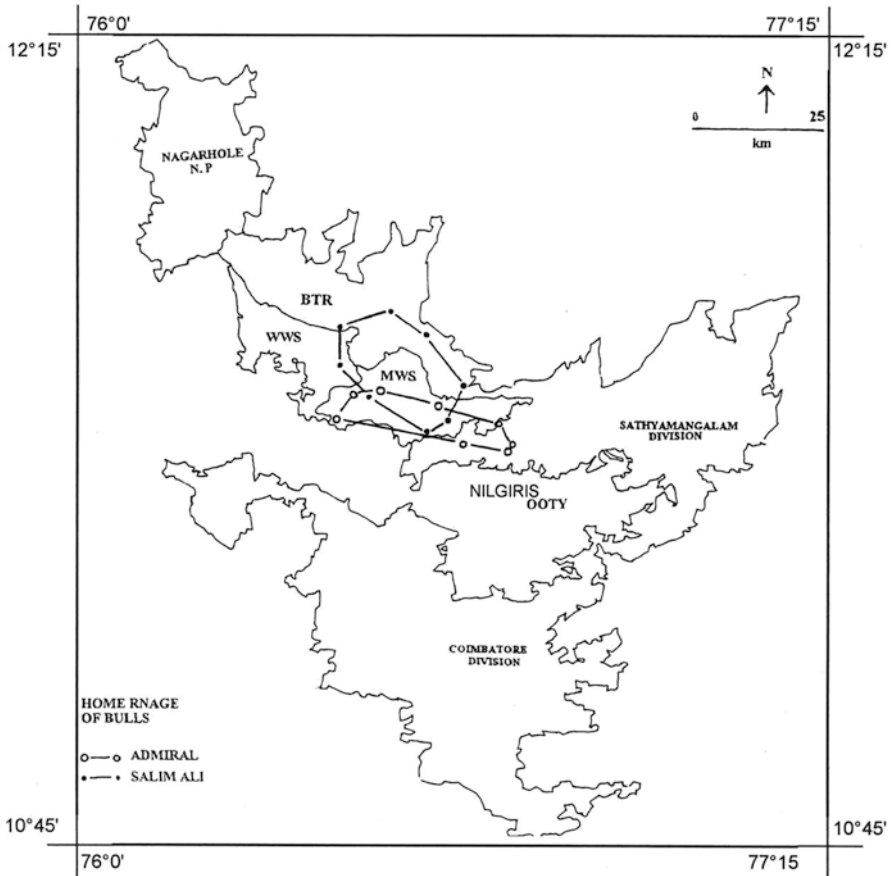 76°0'
77°15'
12°15'
12°15'
N
0 25
km
NAGARHOLE
N.P
BTR
WWS
MWS
SATHYAMANGALAM
DIVISION
NILGIRIS
OOTY
COIMBATORE
DIVISION
HOME RNAGE
OF BULLS
ADMIRAL
SALIM ALI
10°45'
10°45'
76°0'
77°15